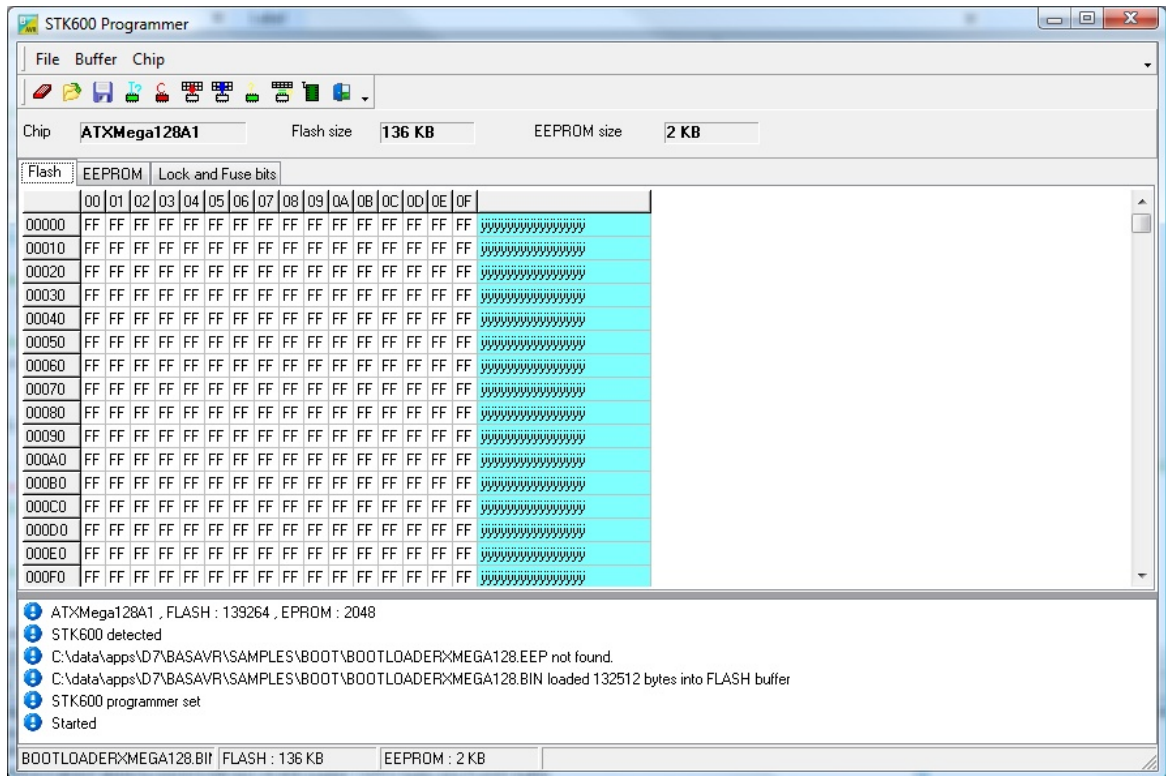 STK600 Programmer
File Buffer Chip
Chip ATXMega128A1 Flash size 136 KB EEPROM size 2 KB
Flash EEPROM Lock and Fuse bits
00 01 02 03 04 05 06 07 08 09 0A 0B 0C 0D 0E 0F
00000 FF FF FF FF FF FF FF FF FF FF FF FF FF FF FF FF ÿÿÿÿÿÿÿÿÿÿÿÿÿÿÿÿ
00010 FF FF FF FF FF FF FF FF FF FF FF FF FF FF FF FF ÿÿÿÿÿÿÿÿÿÿÿÿÿÿÿÿ
00020 FF FF FF FF FF FF FF FF FF FF FF FF FF FF FF FF ÿÿÿÿÿÿÿÿÿÿÿÿÿÿÿÿ
00030 FF FF FF FF FF FF FF FF FF FF FF FF FF FF FF FF ÿÿÿÿÿÿÿÿÿÿÿÿÿÿÿÿ
00040 FF FF FF FF FF FF FF FF FF FF FF FF FF FF FF FF ÿÿÿÿÿÿÿÿÿÿÿÿÿÿÿÿ
00050 FF FF FF FF FF FF FF FF FF FF FF FF FF FF FF FF ÿÿÿÿÿÿÿÿÿÿÿÿÿÿÿÿ
00060 FF FF FF FF FF FF FF FF FF FF FF FF FF FF FF FF ÿÿÿÿÿÿÿÿÿÿÿÿÿÿÿÿ
00070 FF FF FF FF FF FF FF FF FF FF FF FF FF FF FF FF ÿÿÿÿÿÿÿÿÿÿÿÿÿÿÿÿ
00080 FF FF FF FF FF FF FF FF FF FF FF FF FF FF FF FF ÿÿÿÿÿÿÿÿÿÿÿÿÿÿÿÿ
00090 FF FF FF FF FF FF FF FF FF FF FF FF FF FF FF FF ÿÿÿÿÿÿÿÿÿÿÿÿÿÿÿÿ
000A0 FF FF FF FF FF FF FF FF FF FF FF FF FF FF FF FF ÿÿÿÿÿÿÿÿÿÿÿÿÿÿÿÿ
000B0 FF FF FF FF FF FF FF FF FF FF FF FF FF FF FF FF ÿÿÿÿÿÿÿÿÿÿÿÿÿÿÿÿ
000C0 FF FF FF FF FF FF FF FF FF FF FF FF FF FF FF FF ÿÿÿÿÿÿÿÿÿÿÿÿÿÿÿÿ
000D0 FF FF FF FF FF FF FF FF FF FF FF FF FF FF FF FF ÿÿÿÿÿÿÿÿÿÿÿÿÿÿÿÿ
000E0 FF FF FF FF FF FF FF FF FF FF FF FF FF FF FF FF ÿÿÿÿÿÿÿÿÿÿÿÿÿÿÿÿ
000F0 FF FF FF FF FF FF FF FF FF FF FF FF FF FF FF FF ÿÿÿÿÿÿÿÿÿÿÿÿÿÿÿÿ
ATXMega128A1 , FLASH : 139264 , EPROM : 2048
STK600 detected
C:\data\apps\D7\BASAVR\SAMPLES\BOOT\BOOTLOADERXMEGA128.EEP not found.
C:\data\apps\D7\BASAVR\SAMPLES\BOOT\BOOTLOADERXMEGA128.BIN loaded 132512 bytes into FLASH buffer
STK600 programmer set
Started
BOOTLOADERXMEGA128.BIN FLASH : 136 KB EEPROM : 2 KB